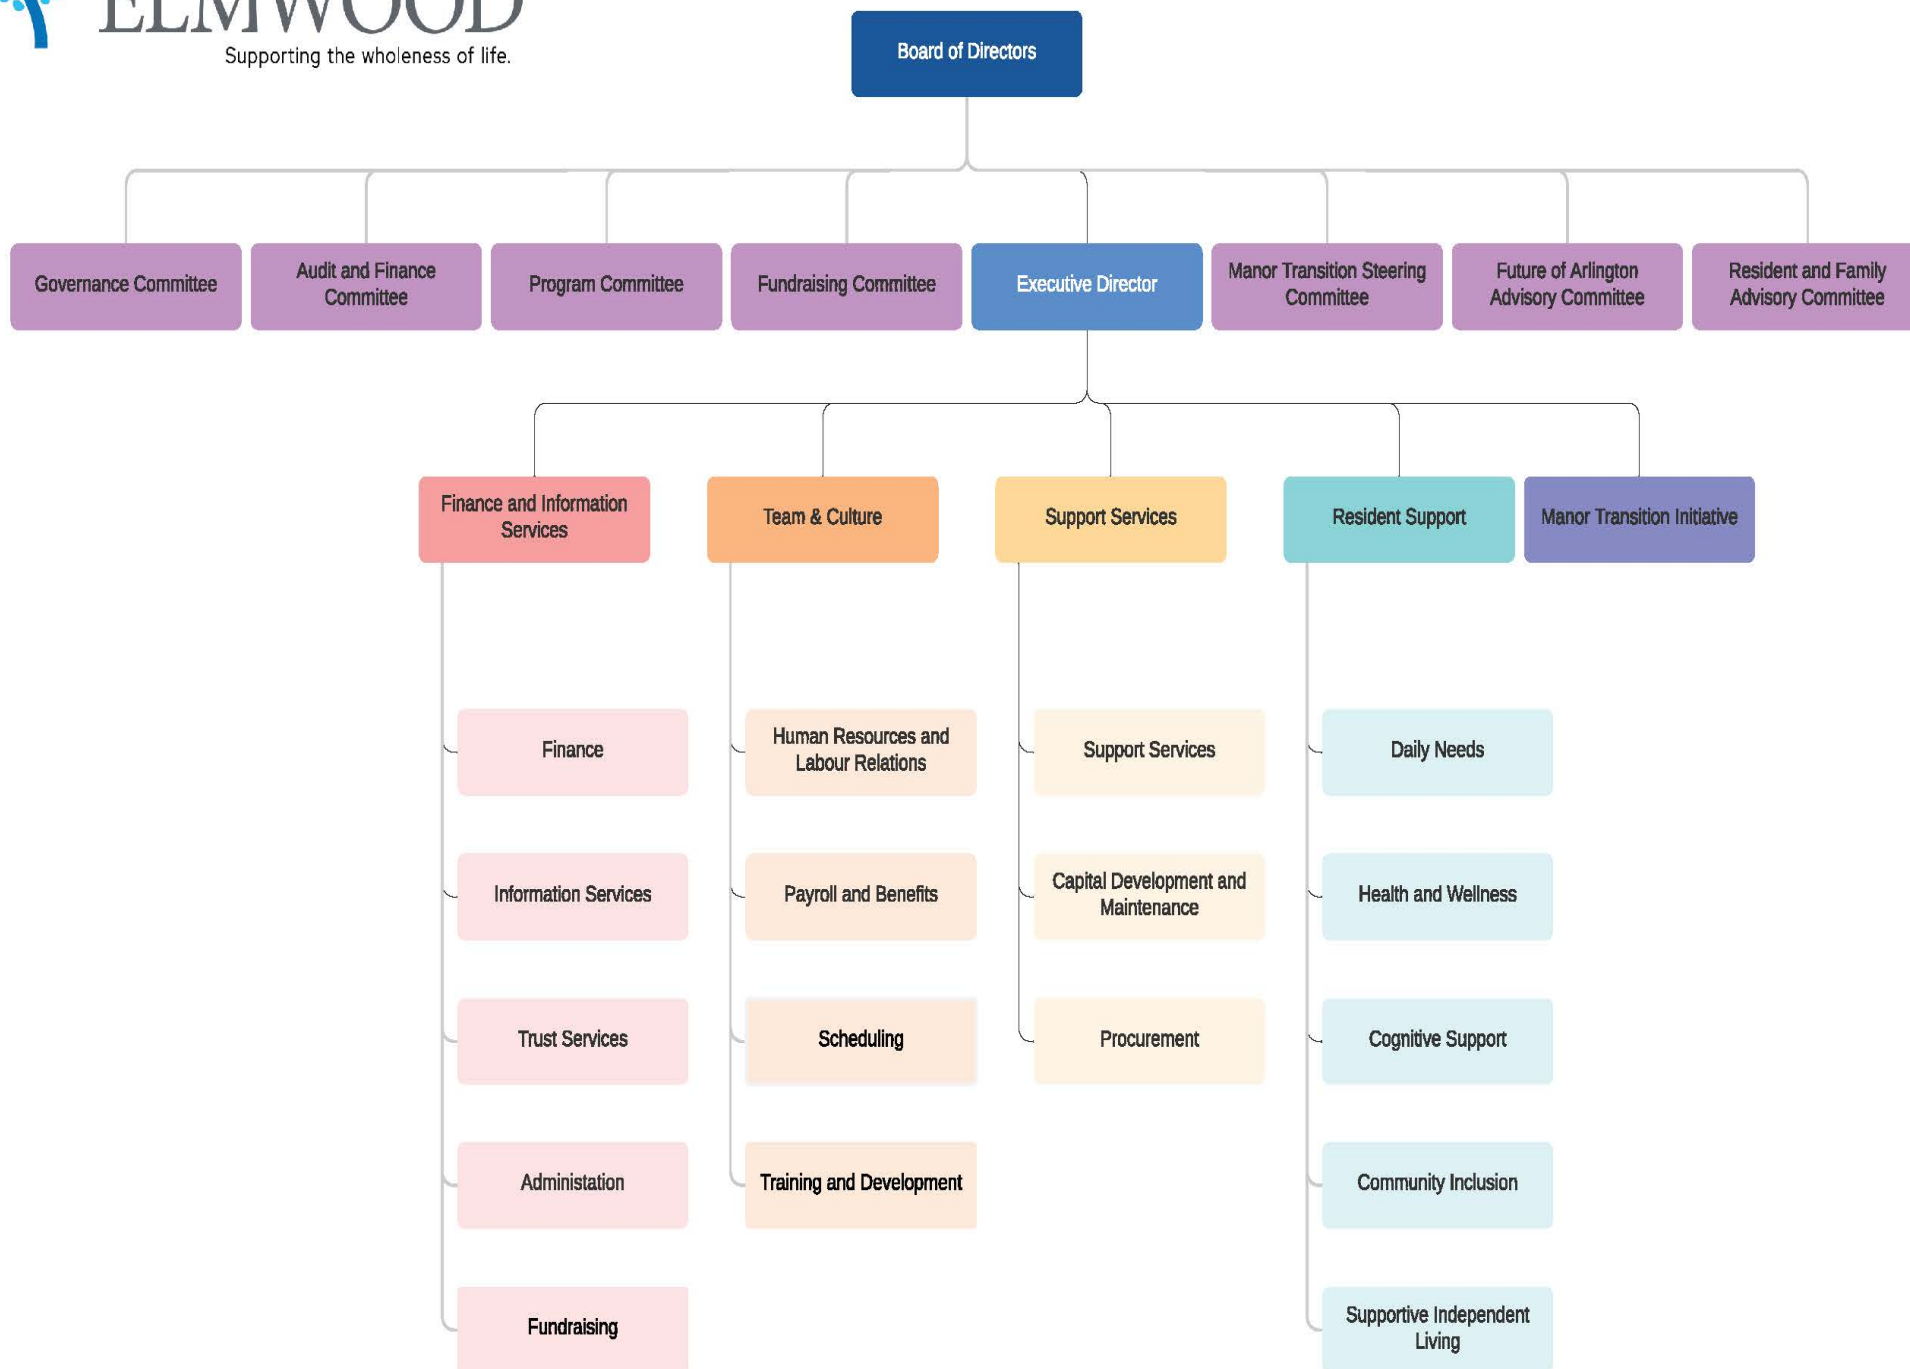 ELMWOOD
Supporting the wholeness of life.
Board of Directors
Governance Committee
Audit and Finance
Committee
Program Committee
Fundraising Committee
Executive Director
Manor Transition Steering
Committee
Future of Arlington
Advisory Committee
Resident and Family
Advisory Committee
Finance and Information
Services
Team & Culture
Support Services
Resident Support
Manor Transition Initiative
Finance
Human Resources and
Labour Relations
Support Services
Daily Needs
Information Services
Payroll and Benefits
Capital Development and
Maintenance
Health and Wellness
Trust Services
Scheduling
Procurement
Cognitive Support
Administation
Training and Development
Community Inclusion
Fundraising
Supportive Independent
Living